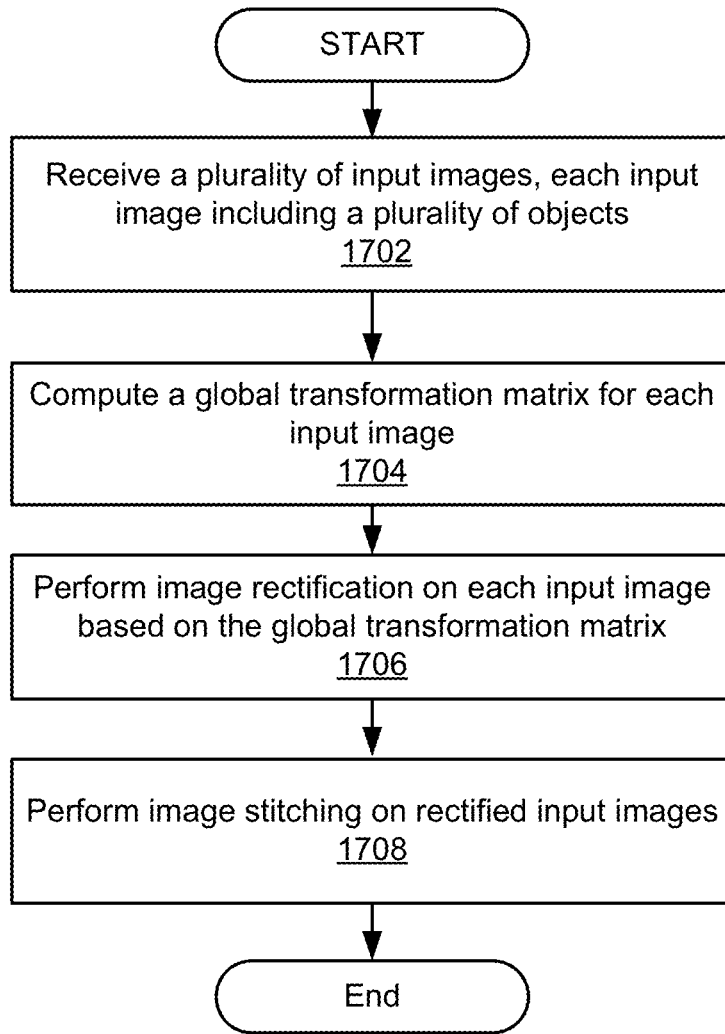 START
Receive a plurality of input images, each input
image including a plurality of objects
1702
Compute a global transformation matrix for each
input image
1704
Perform image rectification on each input image
based on the global transformation matrix
1706
Perform image stitching on rectified input images
1708
End